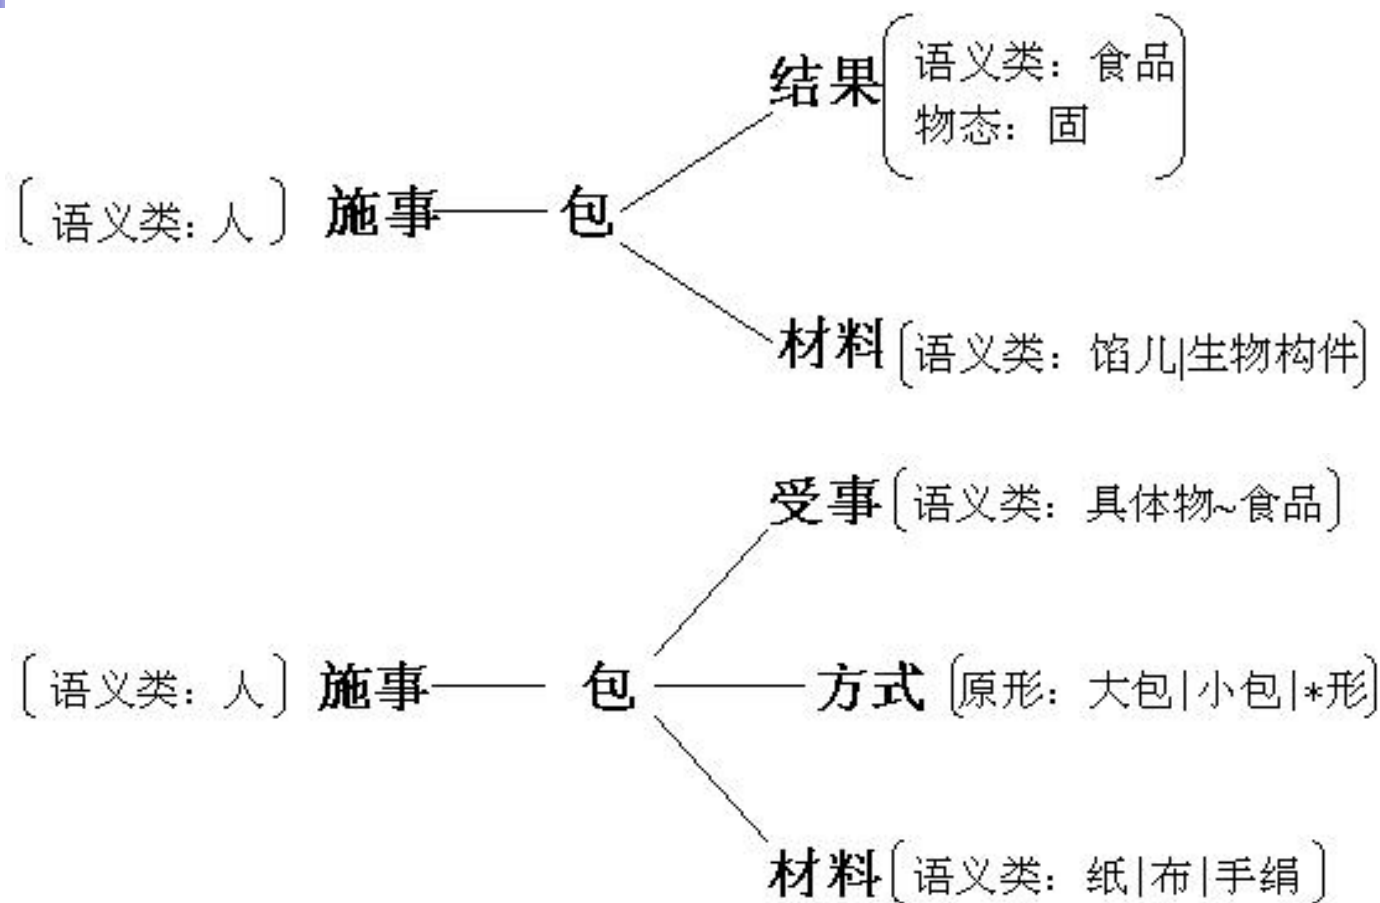 结果
语义类：食品
物态：固
语义类：人
施事
包
材料
语义类：馅儿|生物构件
受事
语义类：具体物~食品
语义类：人
施事
包
方式
原形：大包|小包|*形
材料
语义类：纸|布|手绢